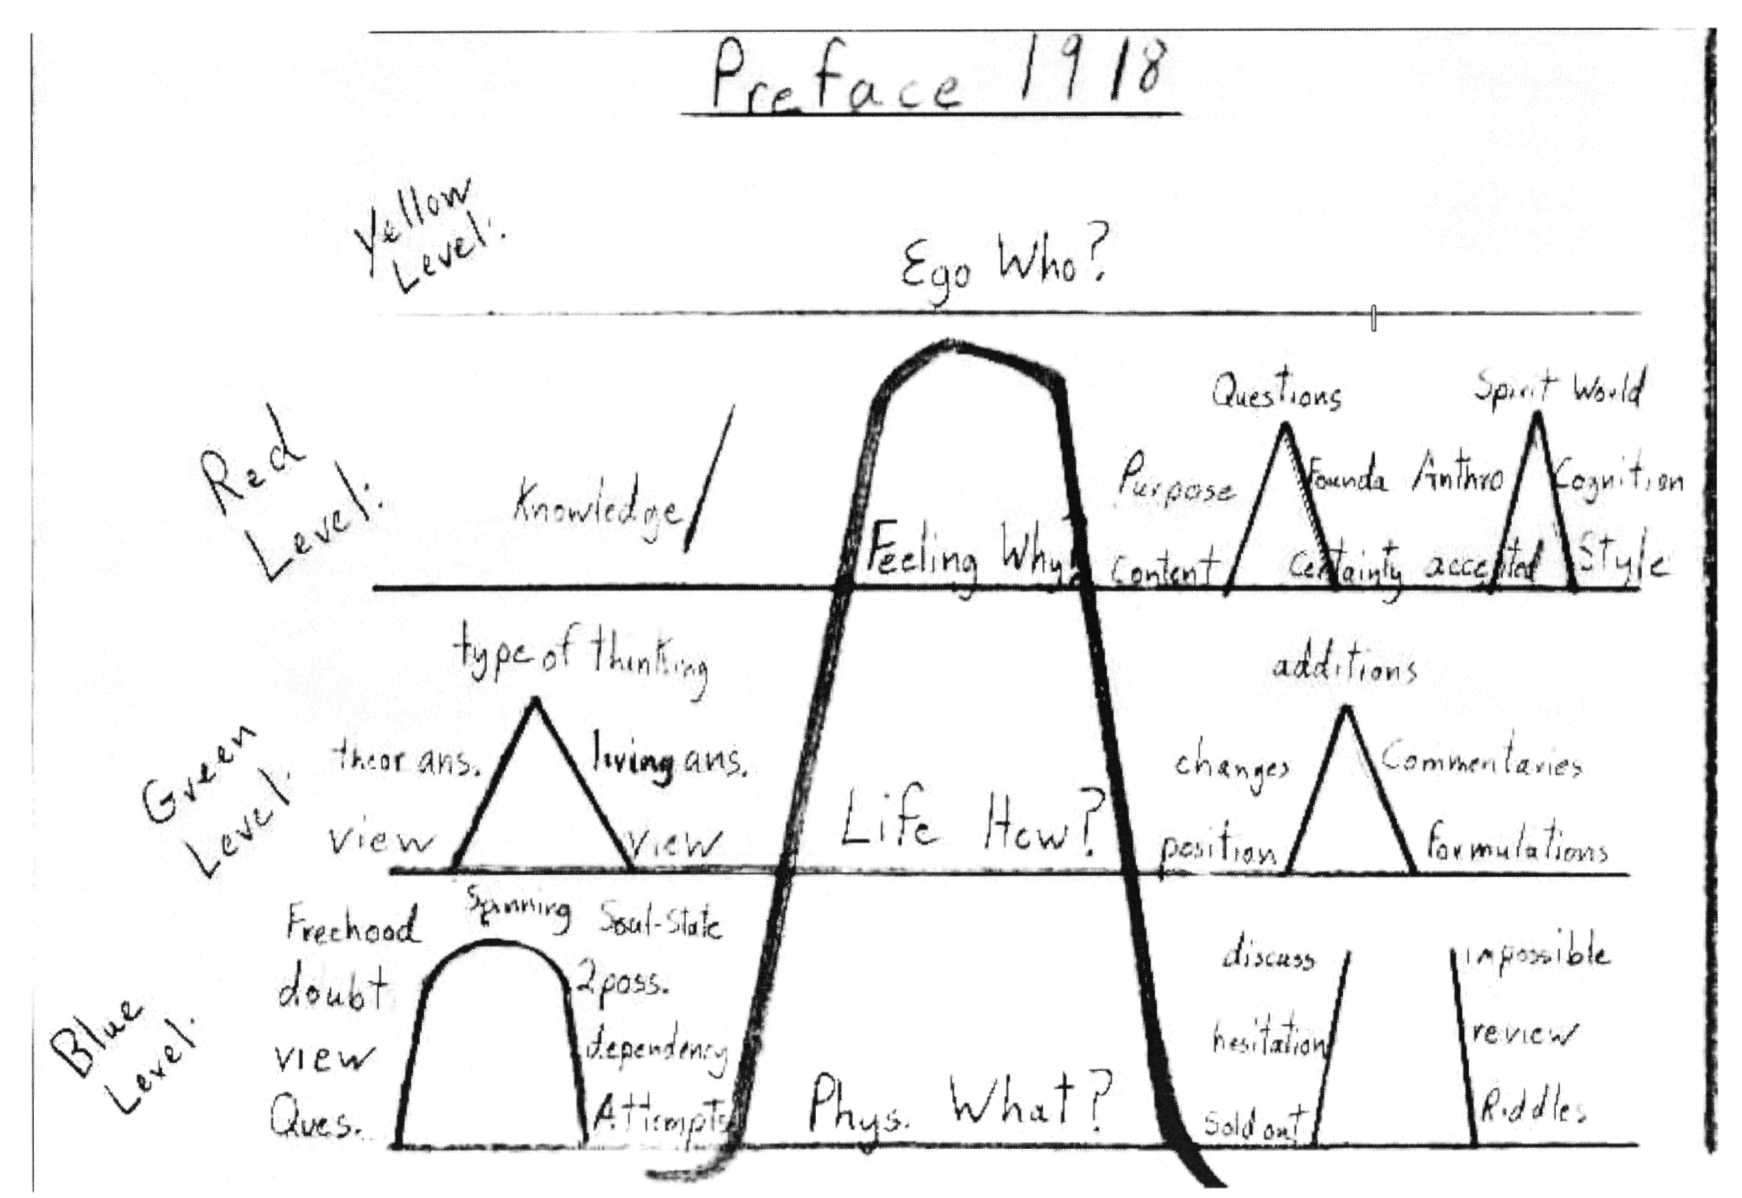 Preface 1918
Yellow
Level:
Ego Who?
Red
Level:
Knowledge
Feeling Why?
Questions
Purpose
Founda
content
Certainty
Spirit World
Anthro
Cognition
accepted
Style
Green
Level:
type of thinking
theor ans.
living ans.
view
view
Life How?
additions
changes
Commentaries
position
formulations
Blue
Level:
Freehood
Spinning
Soul-State
doubt
2 poss.
view
dependency
Ques.
Attempts
Phys. What?
discuss
impossible
hesitation
review
Sold out
Riddles